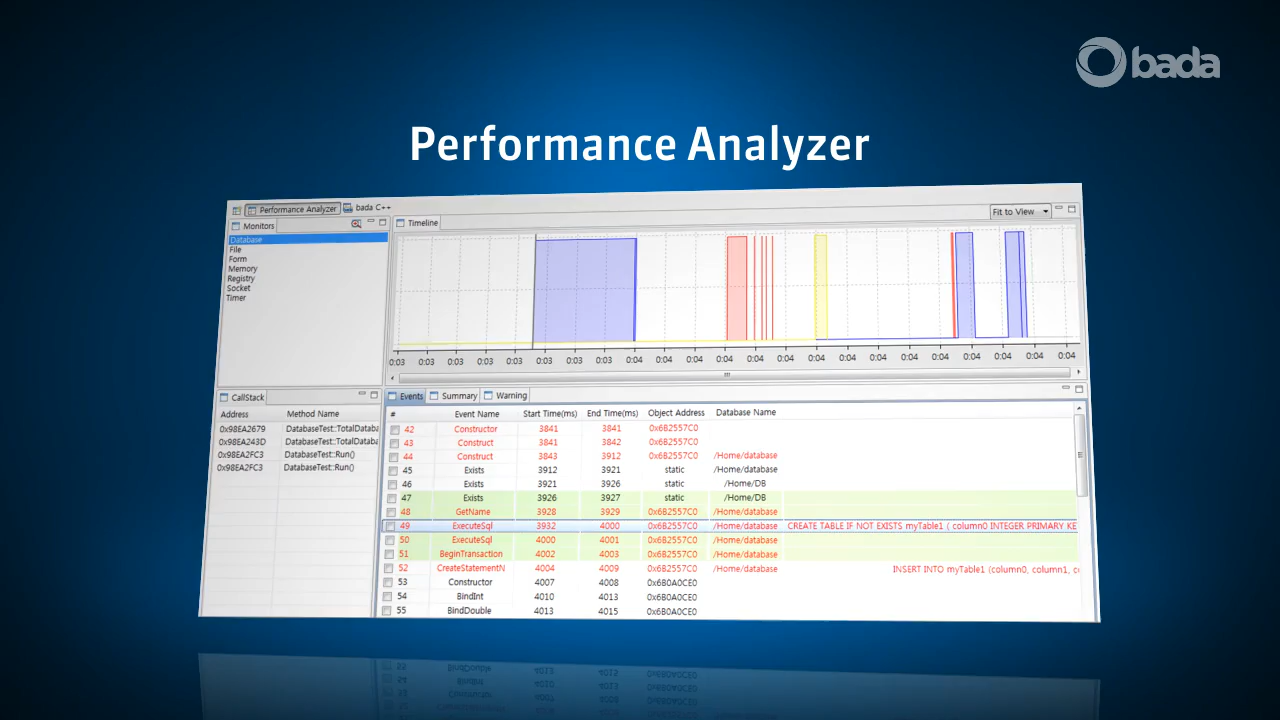 bada
Performance Analyzer
Performance Analyzer bada C++
Monitors
Database
File
Form
Memory
Registry
Socket
Timer
Timeline
Fit to View
0:03 0:03 0:03 0:03 0:03 0:03 0:03 0:03 0:04 0:04 0:04 0:04 0:04 0:04 0:04 0:04 0:04 0:04 0:04 0:04 0:04 0:04 0:04
CallStack
Address Method Name
0x98EA2679 DatabaseTest::TotalDataba
0x98EA243D DatabaseTest::TotalDataba
0x98EA2FC3 DatabaseTest::Run()
0x98EA2FC3 DatabaseTest::Run()
Events Summary Warning
# Event Name Start Time(ms) End Time(ms) Object Address Database Name
42 Constructor 3841 3841 0x6B2557C0
43 Construct 3841 3842 0x6B2557C0
44 Construct 3843 3912 0x6B2557C0 /Home/database
45 Exists 3912 3921 static /Home/database
46 Exists 3921 3926 static /Home/DB
47 Exists 3926 3927 static /Home/DB
48 GetName 3928 3929 0x6B2557C0 /Home/database
49 ExecuteSql 3932 4000 0x6B2557C0 /Home/database CREATE TABLE IF NOT EXISTS myTable1 ( column0 INTEGER PRIMARY KE
50 ExecuteSql 4000 4001 0x6B2557C0 /Home/database
51 BeginTransaction 4002 4003 0x6B2557C0 /Home/database
52 CreateStatementN 4004 4009 0x6B2557C0 /Home/database INSERT INTO myTable1 (column0, column1, c
53 Constructor 4007 4008 0x6B0A0CE0
54 BindInt 4010 4013 0x6B0A0CE0
55 BindDouble 4013 4015 0x6B0A0CE0